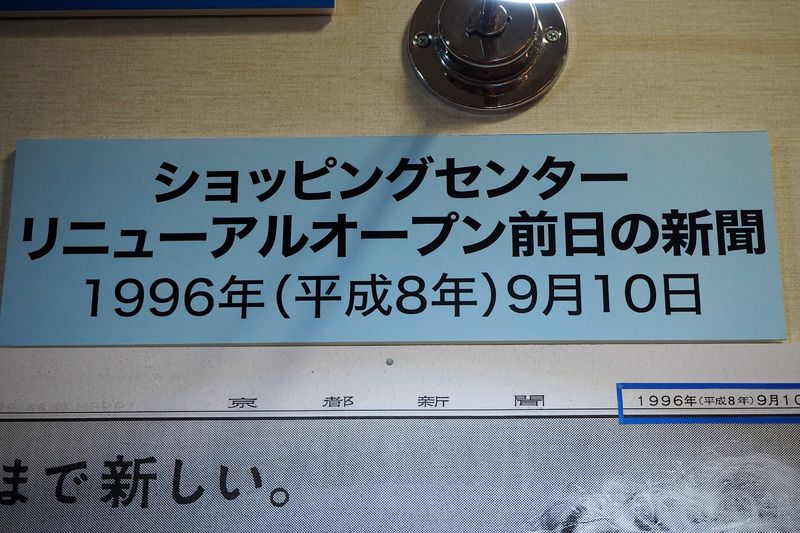 ショッピングセンター
リニューアルオープン前日の新聞
1996年(平成8年)9月10日
京都新聞
1996年(平成8年)9月10
まで新しい。